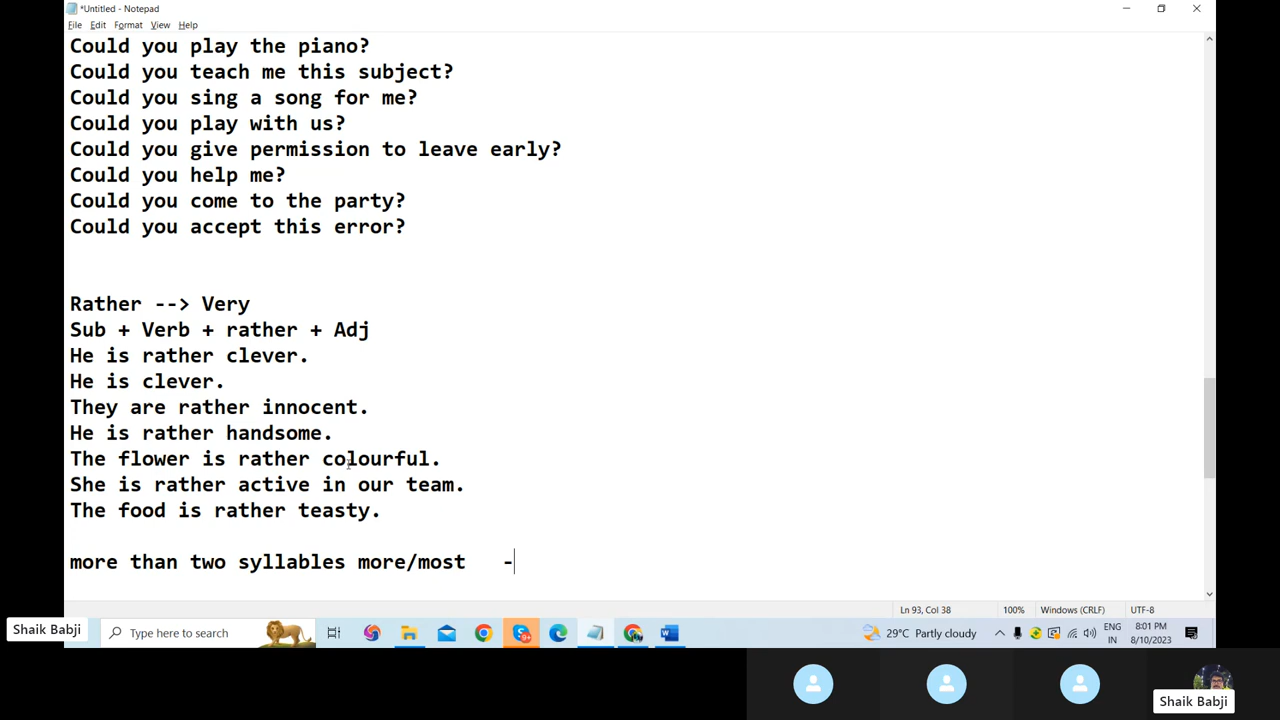 *Untitled - Notepad
File Edit Format View Help
Could you play the piano?
Could you teach me this subject?
Could you sing a song for me?
Could you play with us?
Could you give permission to leave early?
Could you help me?
Could you come to the party?
Could you accept this error?
Rather --> Very
Sub + Verb + rather + Adj
He is rather clever.
He is clever.
They are rather innocent.
He is rather handsome.
The flower is rather colourful.
She is rather active in our team.
The food is rather teasty.
more than two syllables more/most -
Ln 93, Col 38 100% Windows (CRLF) UTF-8
Shaik Babji
Type here to search
9+
29°C Partly cloudy
ENG
IN
8:01 PM
8/10/2023
Shaik Babji